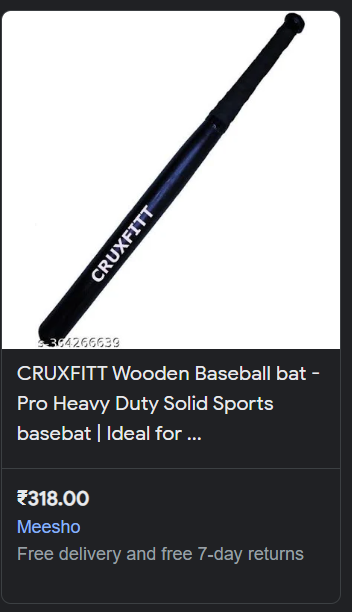 CRUXFITT
s-364266639
CRUXFITT Wooden Baseball bat -
Pro Heavy Duty Solid Sports
basebat | Ideal for ...
₹318.00
Meesho
Free delivery and free 7-day returns